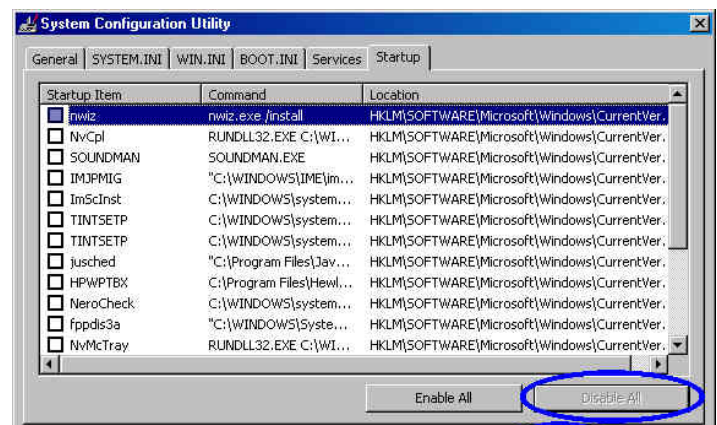 System Configuration Utility
General SYSTEM.INI WIN.INI BOOT.INI Services Startup
Startup Item Command Location
nwiz nwiz.exe /install HKLM\SOFTWARE\Microsoft\Windows\CurrentVer.
NvCpl RUNDLL32.EXE C:\WI... HKLM\SOFTWARE\Microsoft\Windows\CurrentVer.
SOUNDMAN SOUNDMAN.EXE HKLM\SOFTWARE\Microsoft\Windows\CurrentVer.
IMJPMIG "C:\WINDOWS\IME\im... HKLM\SOFTWARE\Microsoft\Windows\CurrentVer.
ImScInst C:\WINDOWS\system... HKLM\SOFTWARE\Microsoft\Windows\CurrentVer.
TINTSETP C:\WINDOWS\system... HKLM\SOFTWARE\Microsoft\Windows\CurrentVer.
TINTSETP C:\WINDOWS\system... HKLM\SOFTWARE\Microsoft\Windows\CurrentVer.
jusched "C:\Program Files\Jav... HKLM\SOFTWARE\Microsoft\Windows\CurrentVer.
HPWPTBX C:\Program Files\Hewl... HKLM\SOFTWARE\Microsoft\Windows\CurrentVer.
NeroCheck C:\WINDOWS\system... HKLM\SOFTWARE\Microsoft\Windows\CurrentVer.
fppdis3a "C:\WINDOWS\Syste... HKLM\SOFTWARE\Microsoft\Windows\CurrentVer.
NvMcTray RUNDLL32.EXE C:\WI... HKLM\SOFTWARE\Microsoft\Windows\CurrentVer.
Enable All Disable All